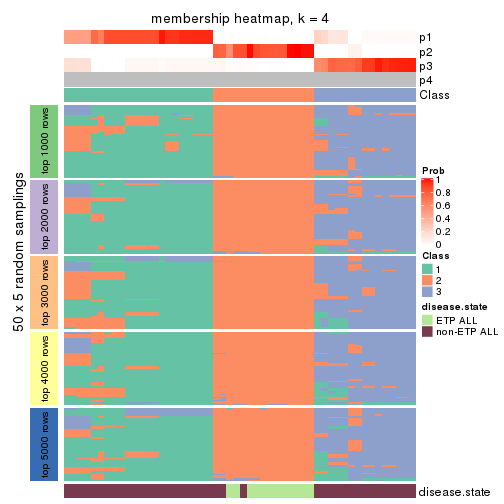 membership heatmap, k = 4
p1
p2
p3
p4
Class
50 x 5 random samplings
top 1000 rows
top 2000 rows
top 3000 rows
top 4000 rows
top 5000 rows
Prob
1
0.8
0.6
0.4
0.2
0
Class
1
2
3
disease.state
ETP ALL
non-ETP ALL
disease.state